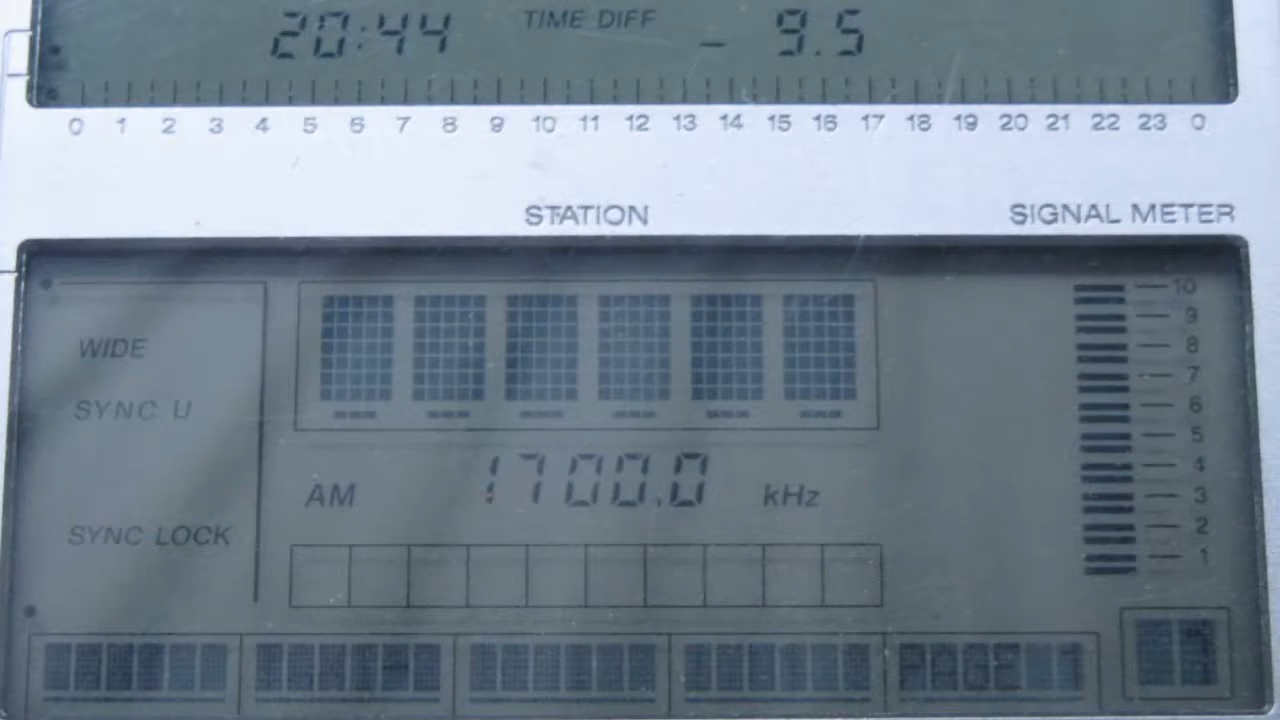 20:44 TIME DIFF - 9.5
0 1 2 3 4 5 6 7 8 9 10 11 12 13 14 15 16 17 18 19 20 21 22 23 0
STATION SIGNAL METER
10
9
WIDE 8
7
SYNC U 6
5
4
AM 1700.0 kHz 3
SYNC LOCK 2
1
PAGE